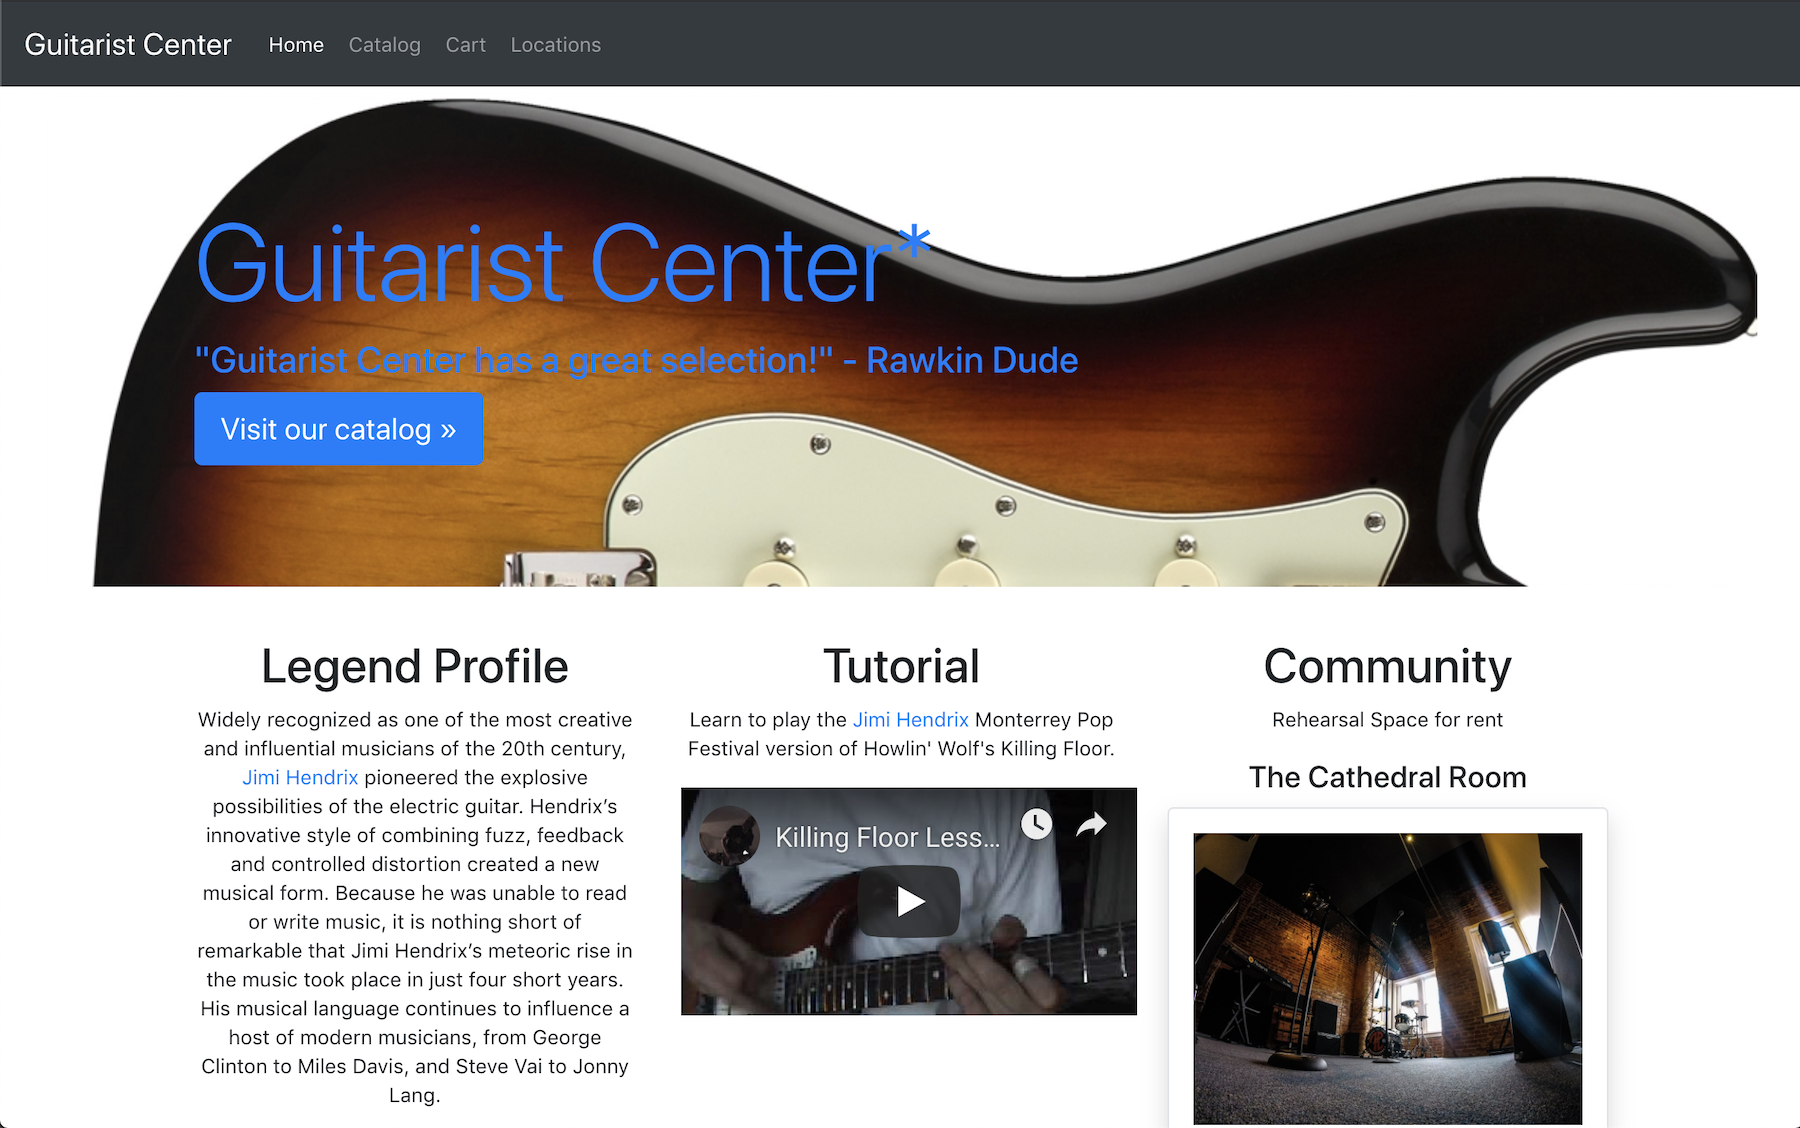 Guitarist Center Home Catalog Cart Locations
Guitarist Center*
"Guitarist Center has a great selection!" - Rawkin Dude
Visit our catalog »
Legend Profile
Widely recognized as one of the most creative
and influential musicians of the 20th century,
Jimi Hendrix pioneered the explosive
possibilities of the electric guitar. Hendrix’s
innovative style of combining fuzz, feedback
and controlled distortion created a new
musical form. Because he was unable to read
or write music, it is nothing short of
remarkable that Jimi Hendrix’s meteoric rise in
the music took place in just four short years.
His musical language continues to influence a
host of modern musicians, from George
Clinton to Miles Davis, and Steve Vai to Jonny
Lang.
Tutorial
Learn to play the Jimi Hendrix Monterrey Pop
Festival version of Howlin' Wolf's Killing Floor.
Killing Floor Less...
Community
Rehearsal Space for rent
The Cathedral Room